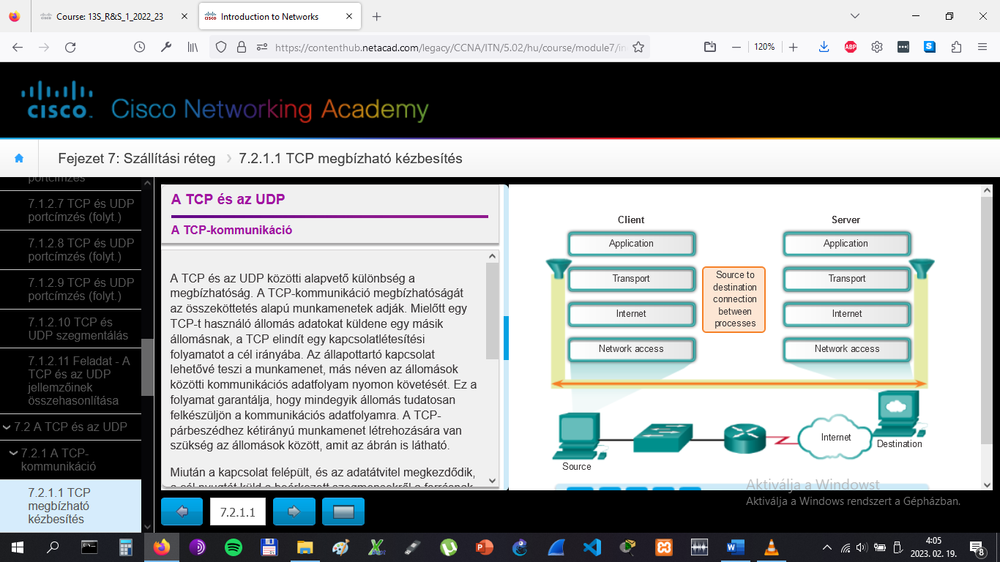 Course: 13S_R&S_1_2022_23
Introduction to Networks
https://contenthub.netacad.com/legacy/CCNA/ITN/5.02/hu/course/module7/in
120%
ABP
S
CISCO
Cisco Networking Academy
Fejezet 7: Szállítási réteg
7.2.1.1 TCP megbízható kézbesítés
portcímzés
7.1.2.7 TCP és UDP
portcímzés (folyt.)
7.1.2.8 TCP és UDP
portcímzés (folyt.)
7.1.2.9 TCP és UDP
portcímzés (folyt.)
7.1.2.10 TCP és
UDP szegmentálás
7.1.2.11 Feladat - A
TCP és az UDP
jellemzőinek
összehasonlítása
7.2 A TCP és az UDP
7.2.1 A TCP-
kommunikáció
7.2.1.1 TCP
megbízható
kézbesítés
A TCP és az UDP
A TCP-kommunikáció
A TCP és az UDP közötti alapvető különbség a
megbízhatóság. A TCP-kommunikáció megbízhatóságát
az összeköttetés alapú munkamenetek adják. Mielőtt egy
TCP-t használó állomás adatokat küldene egy másik
állomásnak, a TCP elindít egy kapcsolatlétesítési
folyamatot a cél irányába. Az állapottartó kapcsolat
lehetővé teszi a munkamenet, más néven az állomások
közötti kommunikációs adatfolyam nyomon követését. Ez a
folyamat garantálja, hogy mindegyik állomás tudatosan
felkészüljön a kommunikációs adatfolyamra. A TCP-
párbeszédhez kétirányú munkamenet létrehozására van
szükség az állomások között, amit az ábrán is látható.
Miután a kapcsolat felépült, és az adatátvitel megkezdődik,
a cél nyugtát küld a beérkezett szegmensekről a forrásnak
7.2.1.1
Client
Server
Application
Application
Transport
Transport
Internet
Internet
Network access
Network access
Source to
destination
connection
between
processes
Internet
Source
Destination
Aktiválja a Windowst
Aktiválja a Windows rendszert a Gépházban.
4:05
2023. 02. 19.
8